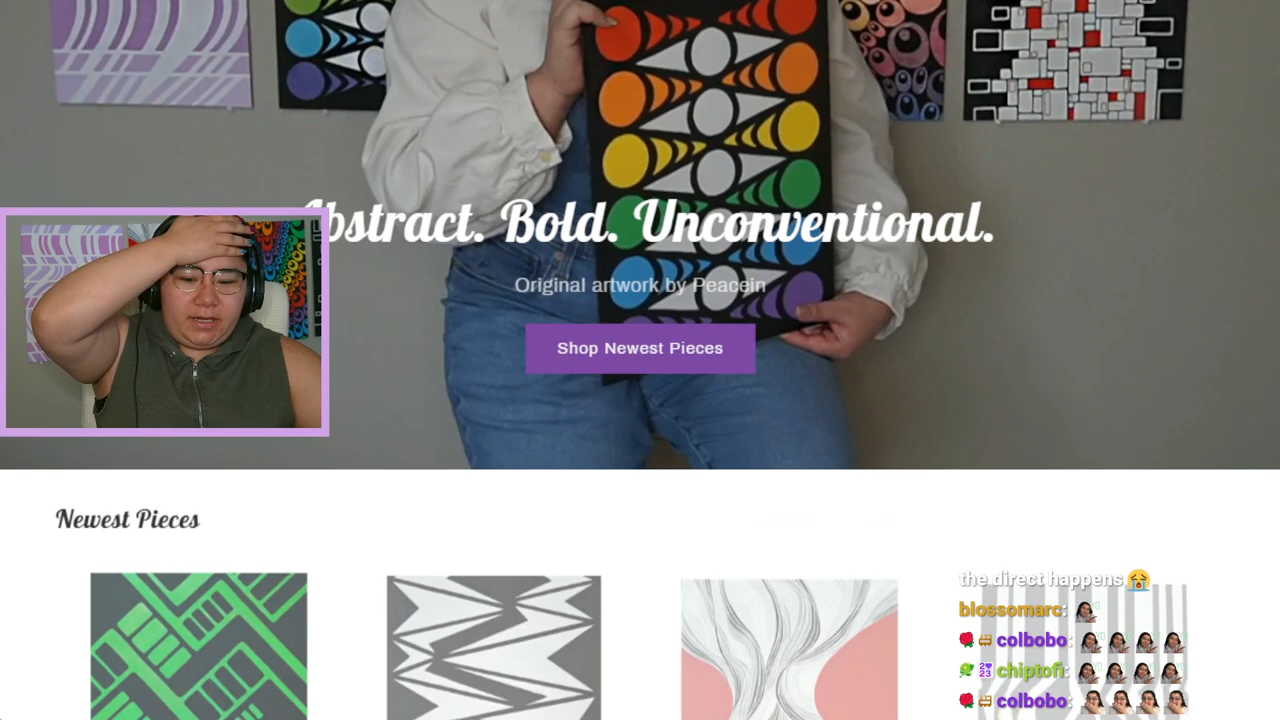 Abstract. Bold. Unconventional.
Original artwork by Peacein
Shop Newest Pieces
Newest Pieces
the direct happens 😭
blossomarc:
colbobo:
chiptofi:
colbobo: